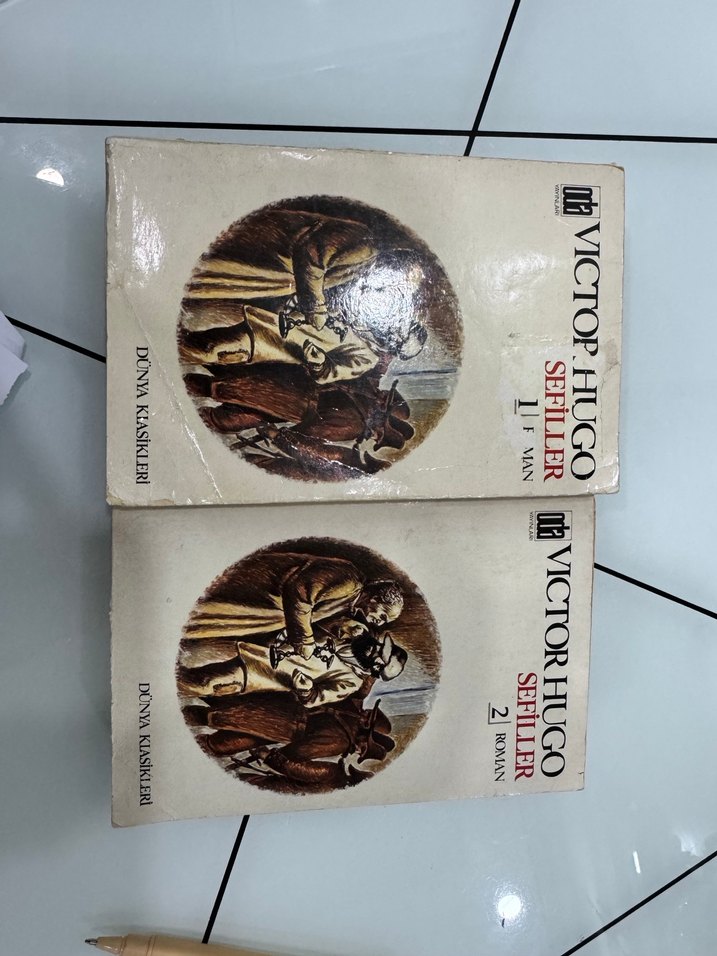 oda
YAYINLARI
VICTOR HUGO
SEFİLLER
1 MAN
DÜNYA KLASİKLERİ
oda
YAYINLARI
VICTOR HUGO
SEFİLLER
2 ROMAN
DÜNYA KLASİKLERİ